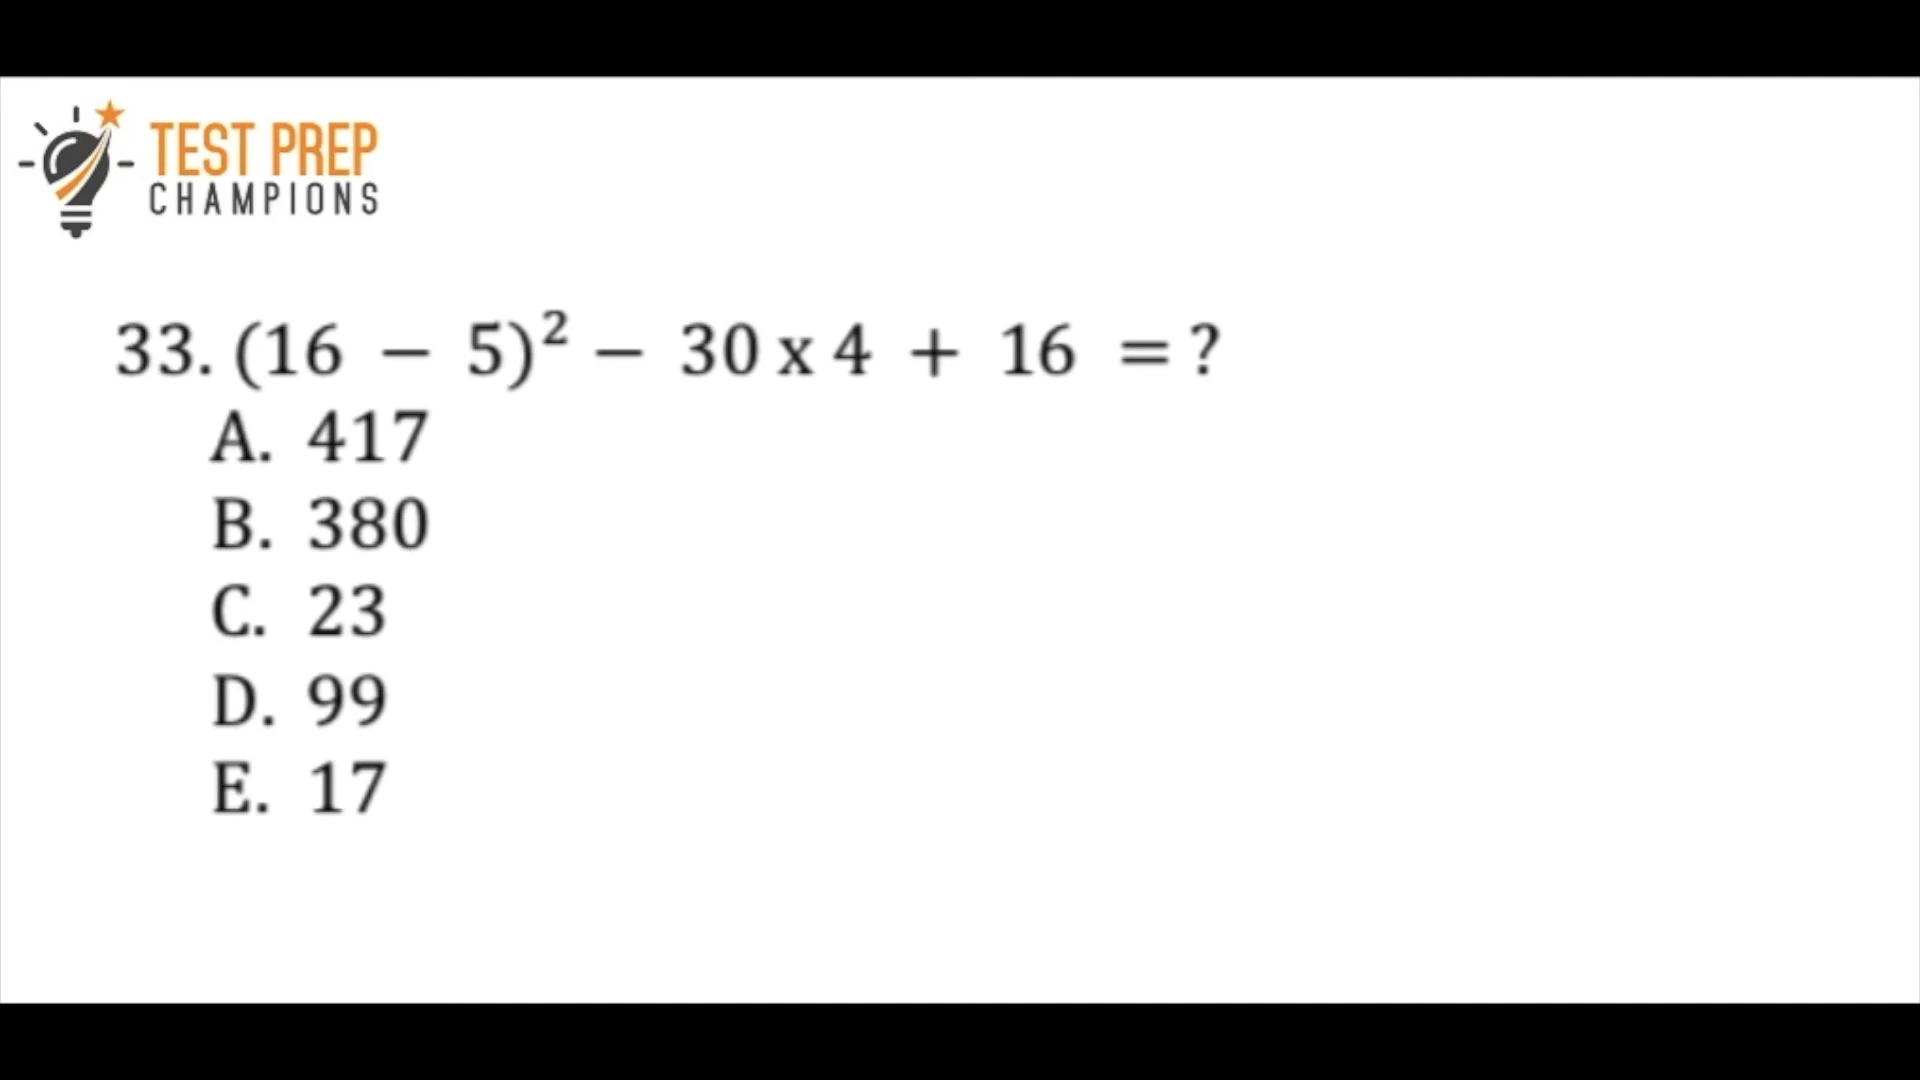 TEST PREP
CHAMPIONS
33. (16 − 5)² − 30 x 4 + 16 = ?
A. 417
B. 380
C. 23
D. 99
E. 17